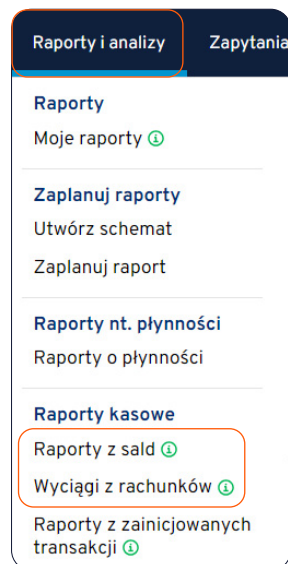 Raporty i analizy Zapytania
Raporty
Moje raporty
Zaplanuj raporty
Utwórz schemat
Zaplanuj raport
Raporty nt. płynności
Raporty o płynności
Raporty kasowe
Raporty z sald
Wyciągi z rachunków
Raporty z zainicjowanych
transakcji